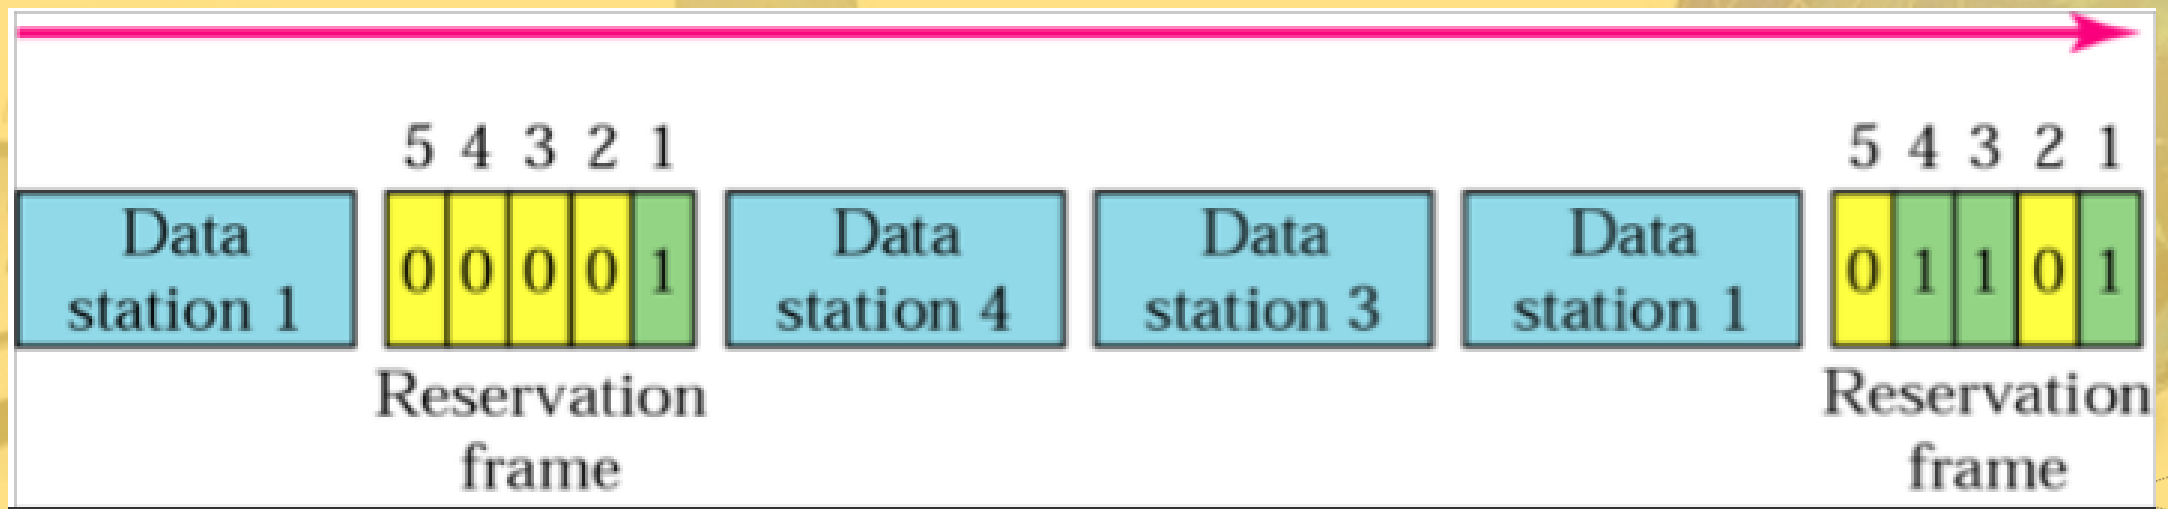 5 4 3 2 1
5 4 3 2 1
Data
station 1
0 0 0 0 1
Data
station 4
Data
station 3
Data
station 1
0 1 1 0 1
Reservation
frame
Reservation
frame